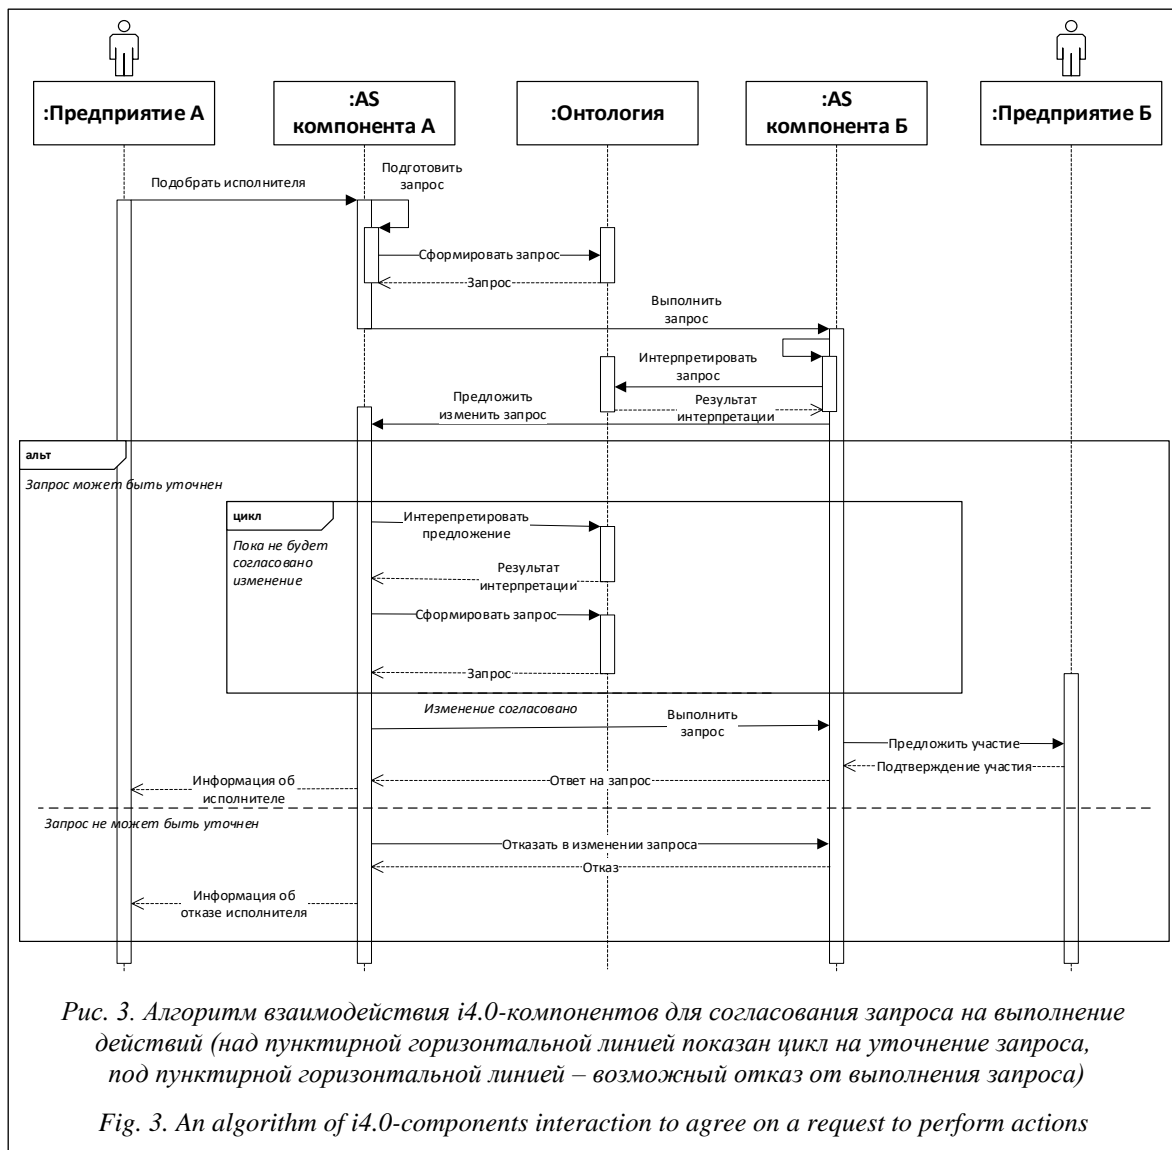 :Предприятие А
:AS
компонента А
:Онтология
:AS
компонента Б
:Предприятие Б
Подготовить
запрос
Подобрать исполнителя
Сформировать запрос
Запрос
Выполнить
запрос
Интерпретировать
запрос
Предложить
изменить запрос
Результат
интерпретации
альт
Запрос может быть уточнен
цикл
Пока не будет
согласовано
изменение
Интерепретировать
предложение
Результат
интерпретации
Сформировать запрос
Запрос
Изменение согласовано
Выполнить
запрос
Предложить участие
Подтверждение участия
Ответ на запрос
Информация об
исполнителе
Запрос не может быть уточнен
Отказать в изменении запроса
Отказ
Информация об
отказе исполнителя
Рис. 3. Алгоритм взаимодействия i4.0-компонентов для согласования запроса на выполнение
действий (над пунктирной горизонтальной линией показан цикл на уточнение запроса,
под пунктирной горизонтальной линией – возможный отказ от выполнения запроса)
Fig. 3. An algorithm of i4.0-components interaction to agree on a request to perform actions